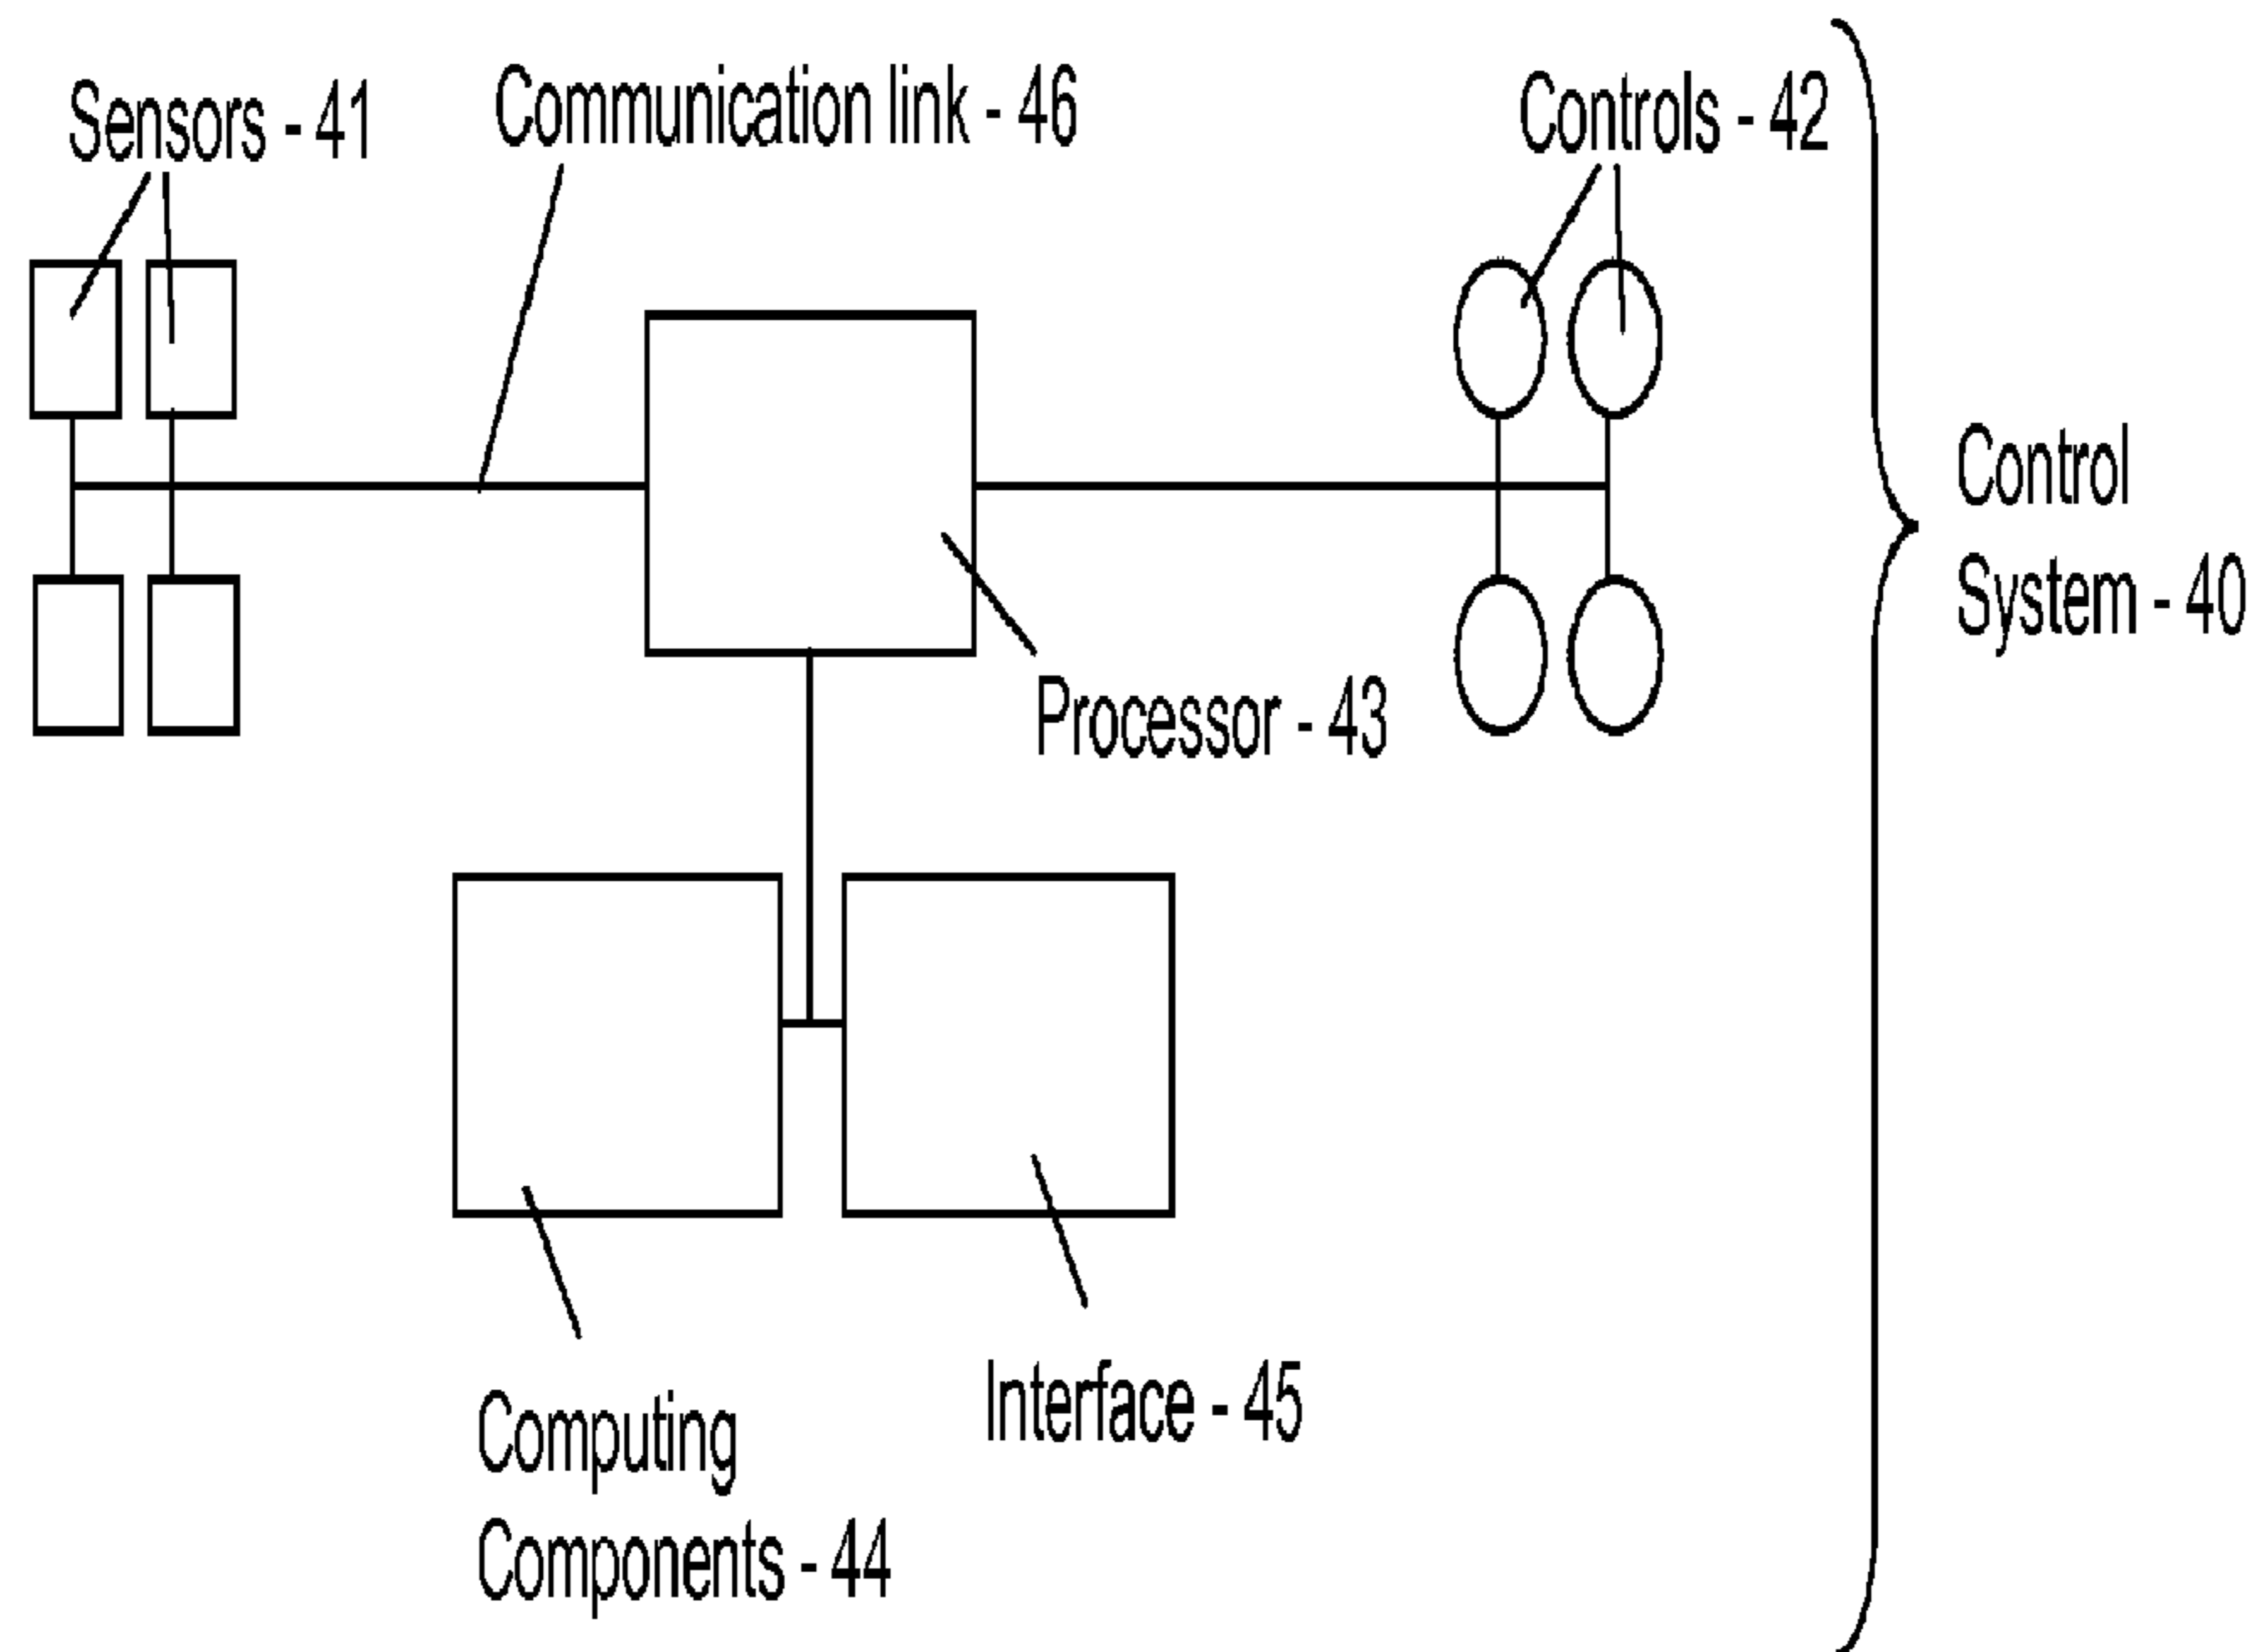 Sensors - 41
Communication link - 46
Controls - 42
Control
System - 40
Processor - 43
Interface - 45
Computing
Components - 44